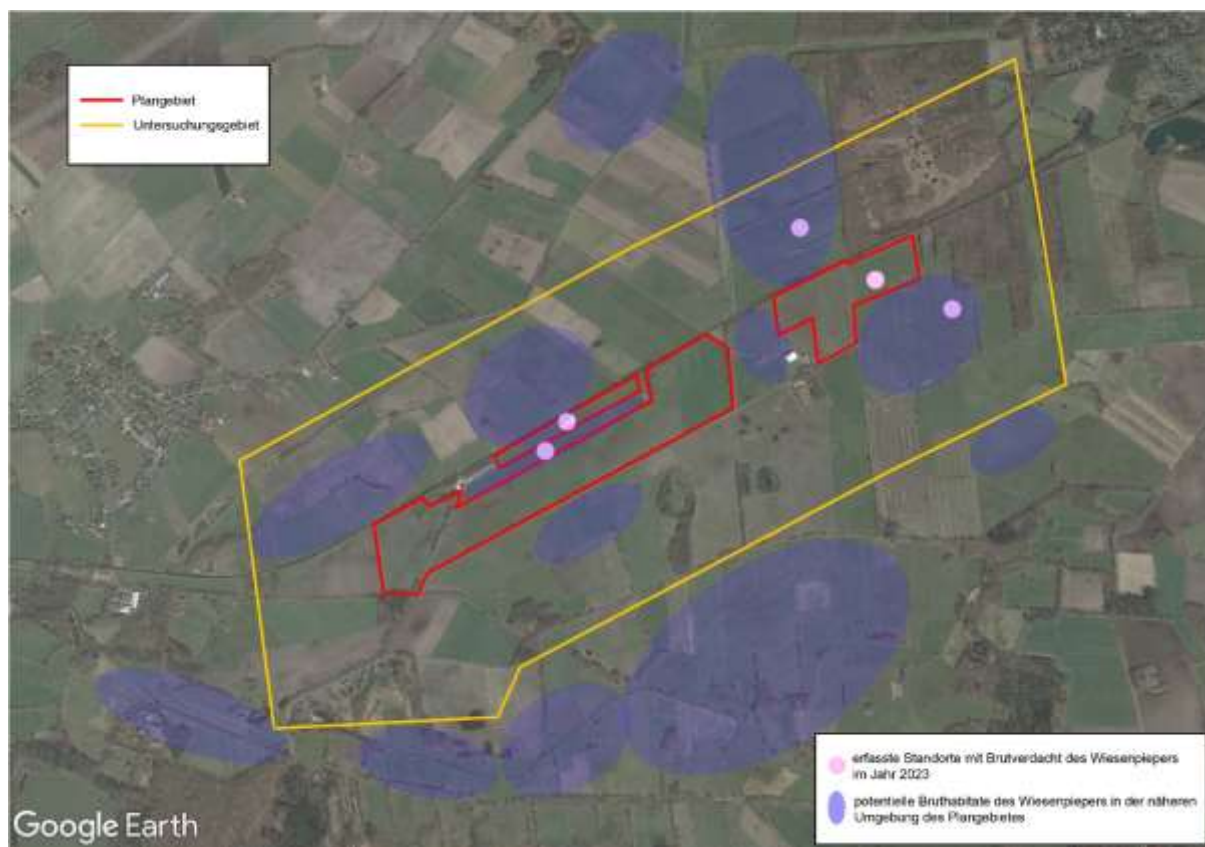 Plangebiet
Untersuchungsgebiet
erfasste Standorte mit Brutverdacht des Wiesenpiepers
im Jahr 2023
potentielle Bruthabitate des Wiesenpiepers in der näheren
Umgebung des Plangebietes
Google Earth